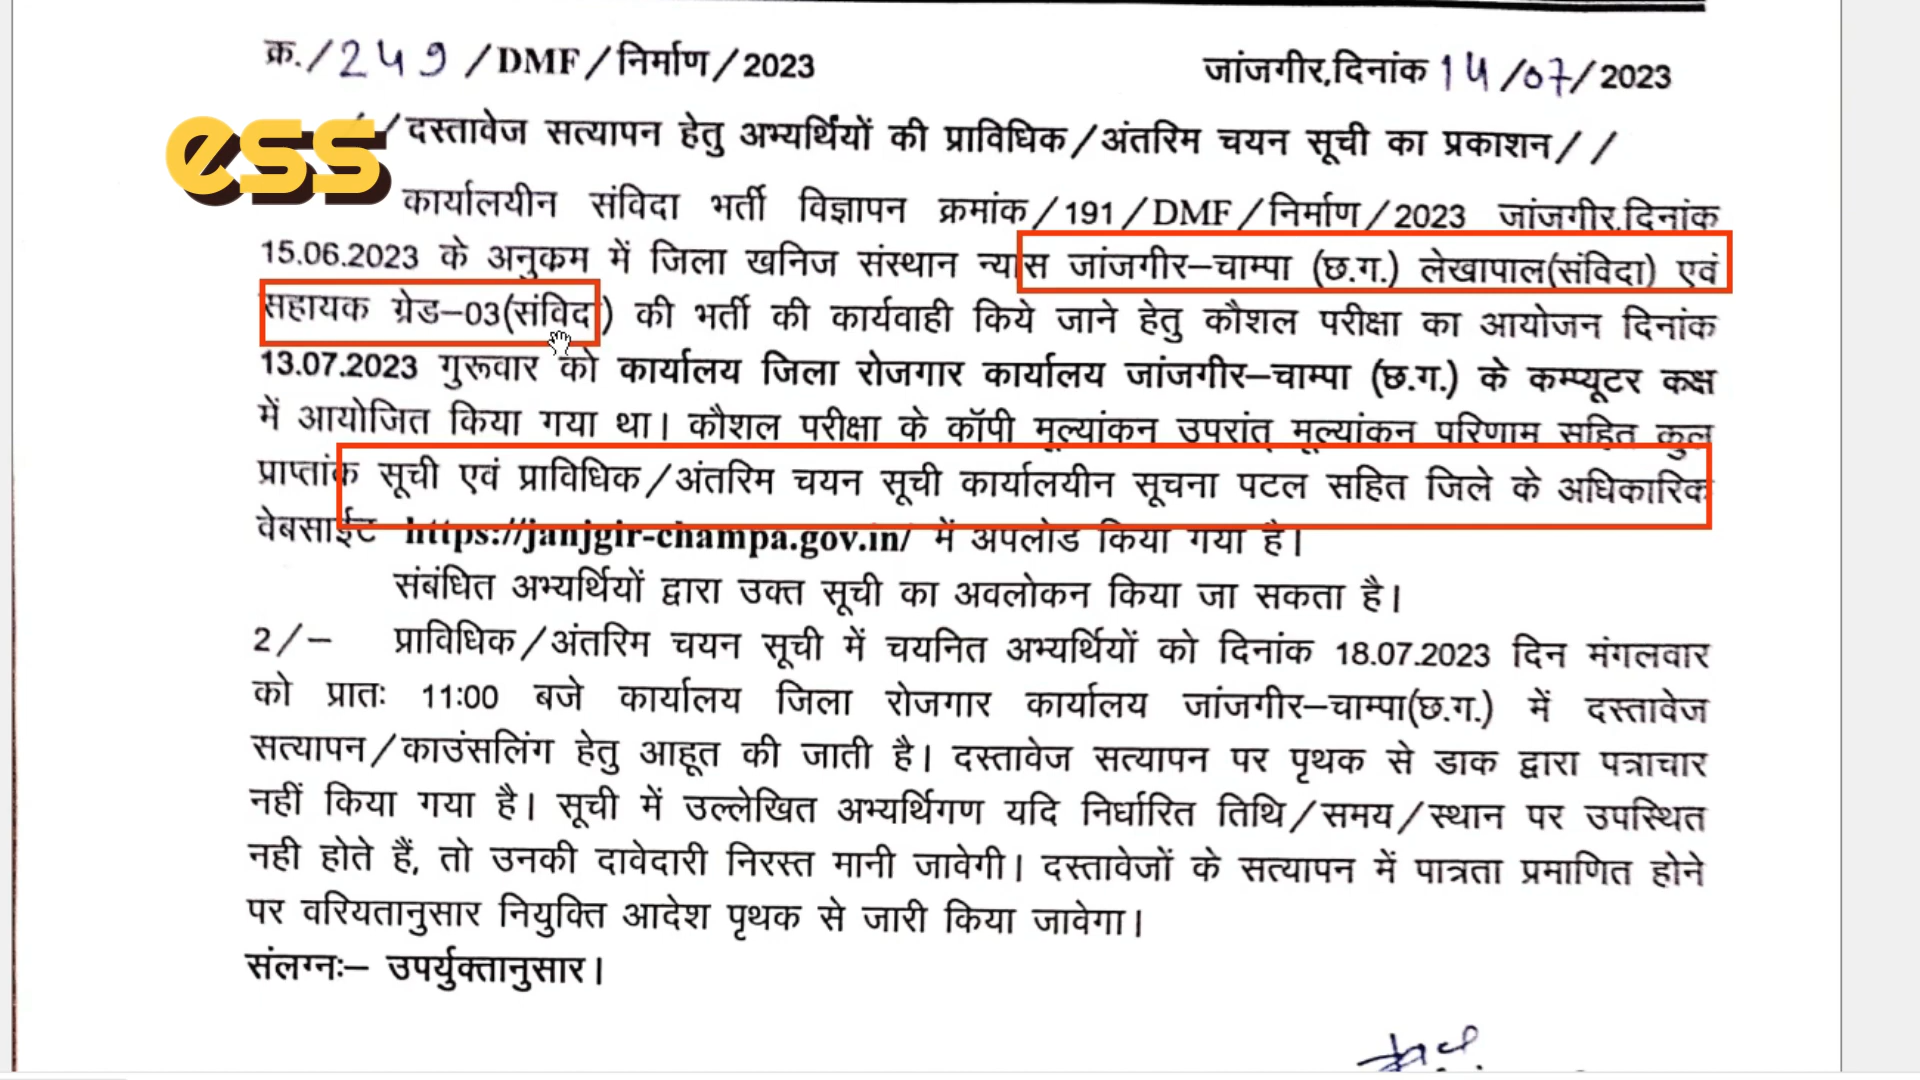 क्र./249/DMF/निर्माण/2023 जांजगीर,दिनांक 14/07/2023
ess
//दस्तावेज सत्यापन हेतु अभ्यर्थियों की प्राविधिक/अंतरिम चयन सूची का प्रकाशन//
कार्यालयीन संविदा भर्ती विज्ञापन क्रमांक/191/DMF/निर्माण/2023 जांजगीर,दिनांक
15.06.2023 के अनुकम में जिला खनिज संस्थान न्यास जांजगीर–चाम्पा (छ.ग.) लेखापाल(संविदा) एवं
सहायक ग्रेड–03(संविदा) की भर्ती की कार्यवाही किये जाने हेतु कौशल परीक्षा का आयोजन दिनांक
13.07.2023 गुरूवार को कार्यालय जिला रोजगार कार्यालय जांजगीर–चाम्पा (छ.ग.) के कम्प्यूटर कक्ष
में आयोजित किया गया था। कौशल परीक्षा के कॉपी मूल्यांकन उपरांत मूल्यांकन परिणाम सहित कुल
प्राप्तांक सूची एवं प्राविधिक/अंतरिम चयन सूची कार्यालयीन सूचना पटल सहित जिले के अधिकारिक
वेबसाईट https://janjgir-champa.gov.in/ में अपलोड किया गया है।
संबंधित अभ्यर्थियों द्वारा उक्त सूची का अवलोकन किया जा सकता है।
2/– प्राविधिक/अंतरिम चयन सूची में चयनित अभ्यर्थियों को दिनांक 18.07.2023 दिन मंगलवार
को प्रातः 11:00 बजे कार्यालय जिला रोजगार कार्यालय जांजगीर–चाम्पा(छ.ग.) में दस्तावेज
सत्यापन/काउंसलिंग हेतु आहूत की जाती है। दस्तावेज सत्यापन पर पृथक से डाक द्वारा पत्राचार
नहीं किया गया है। सूची में उल्लेखित अभ्यर्थिगण यदि निर्धारित तिथि/समय/स्थान पर उपस्थित
नही होते हैं, तो उनकी दावेदारी निरस्त मानी जावेगी। दस्तावेजों के सत्यापन में पात्रता प्रमाणित होने
पर वरियतानुसार नियुक्ति आदेश पृथक से जारी किया जावेगा।
संलग्नः– उपर्युक्तानुसार।